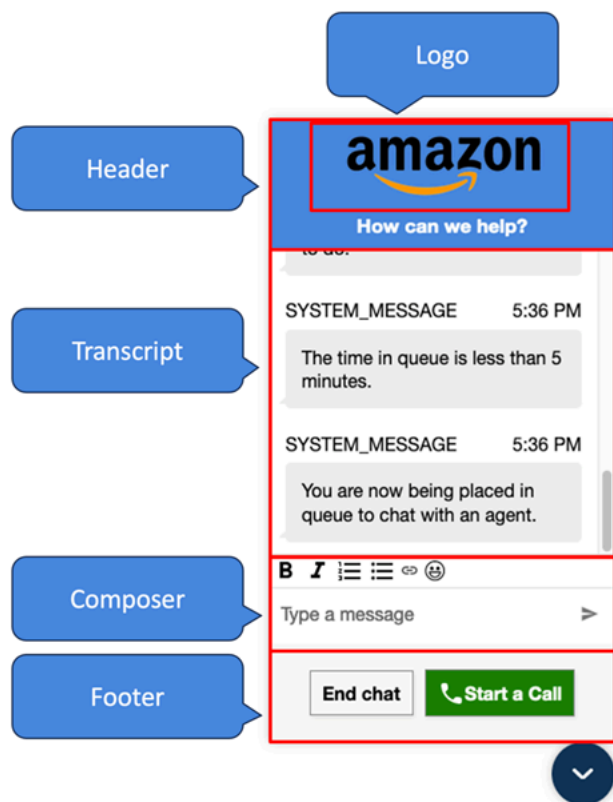 Logo
Header
amazon
How can we help?
to do.
Transcript
SYSTEM_MESSAGE 5:36 PM
The time in queue is less than 5
minutes.
SYSTEM_MESSAGE 5:36 PM
You are now being placed in
queue to chat with an agent.
Composer
B I
Type a message
Footer
End chat
Start a Call